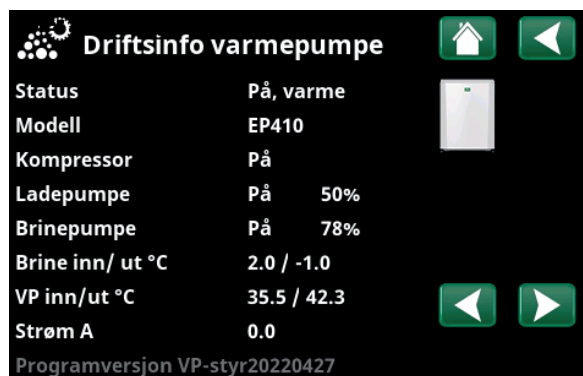 Driftsinfo varmepumpe
Status På, varme
Modell EP410
Kompressor På
Ladepumpe På 50%
Brinepumpe På 78%
Brine inn/ ut °C 2.0 / -1.0
VP inn/ut °C 35.5 / 42.3
Strøm A 0.0
Programversjon VP-styr20220427